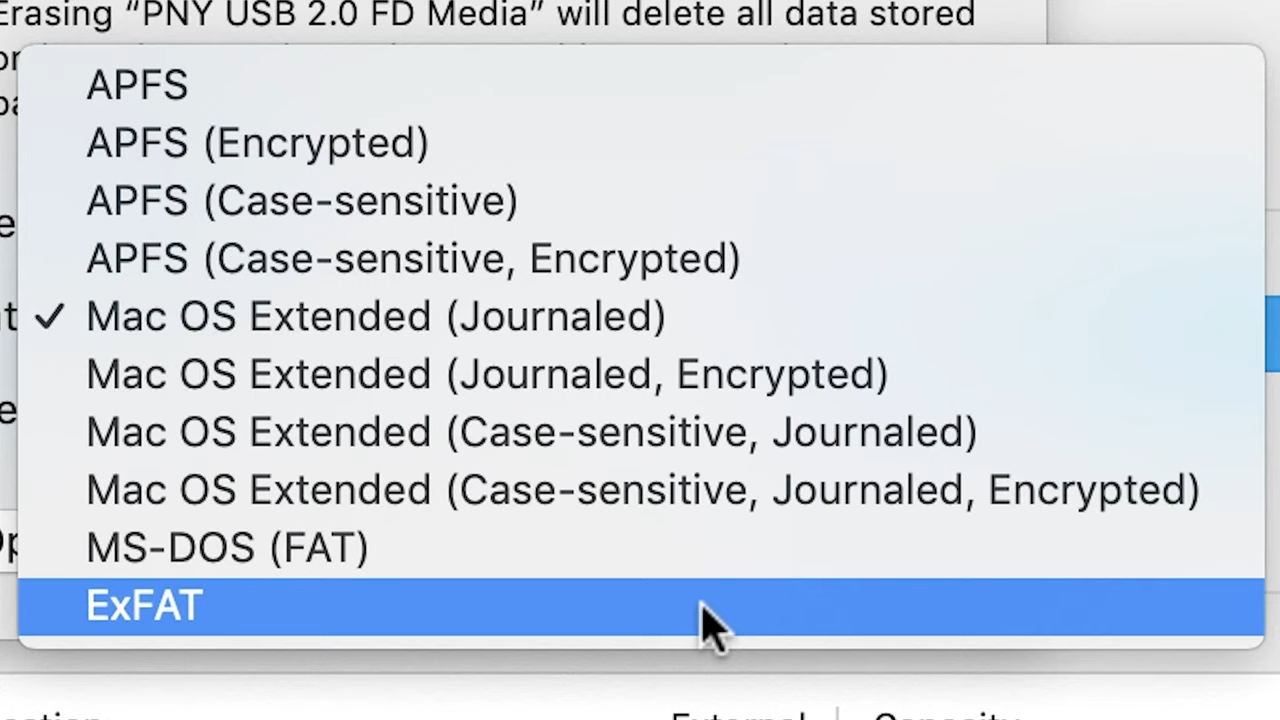 Erasing “PNY USB 2.0 FD Media” will delete all data stored
APFS
APFS (Encrypted)
APFS (Case-sensitive)
APFS (Case-sensitive, Encrypted)
✓ Mac OS Extended (Journaled)
Mac OS Extended (Journaled, Encrypted)
Mac OS Extended (Case-sensitive, Journaled)
Mac OS Extended (Case-sensitive, Journaled, Encrypted)
MS-DOS (FAT)
ExFAT
External Capacity